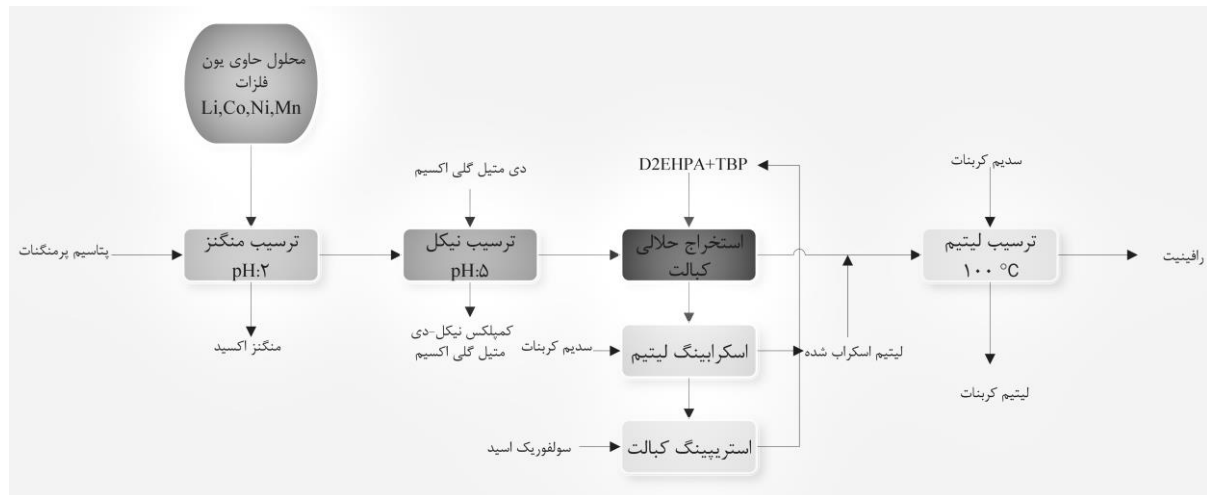 محلول حاوی یون
فلزات
Li,Co,Ni,Mn
پتاسیم پرمنگنات
ترسیب منگنز
pH:۲
منگنز اکسید
دی متیل گلی اکسیم
ترسیب نیکل
pH:۵
کمپلکس نیکل-دی
متیل گلی اکسیم
D2EHPA+TBP
استخراج حلالی
کبالت
سدیم کربنات
اسکرابینگ لیتیم
لیتیم اسکراب شده
سولفوریک اسید
استریپینگ کبالت
سدیم کربنات
ترسیب لیتیم
۱۰۰ °C
رافینیت
لیتیم کربنات